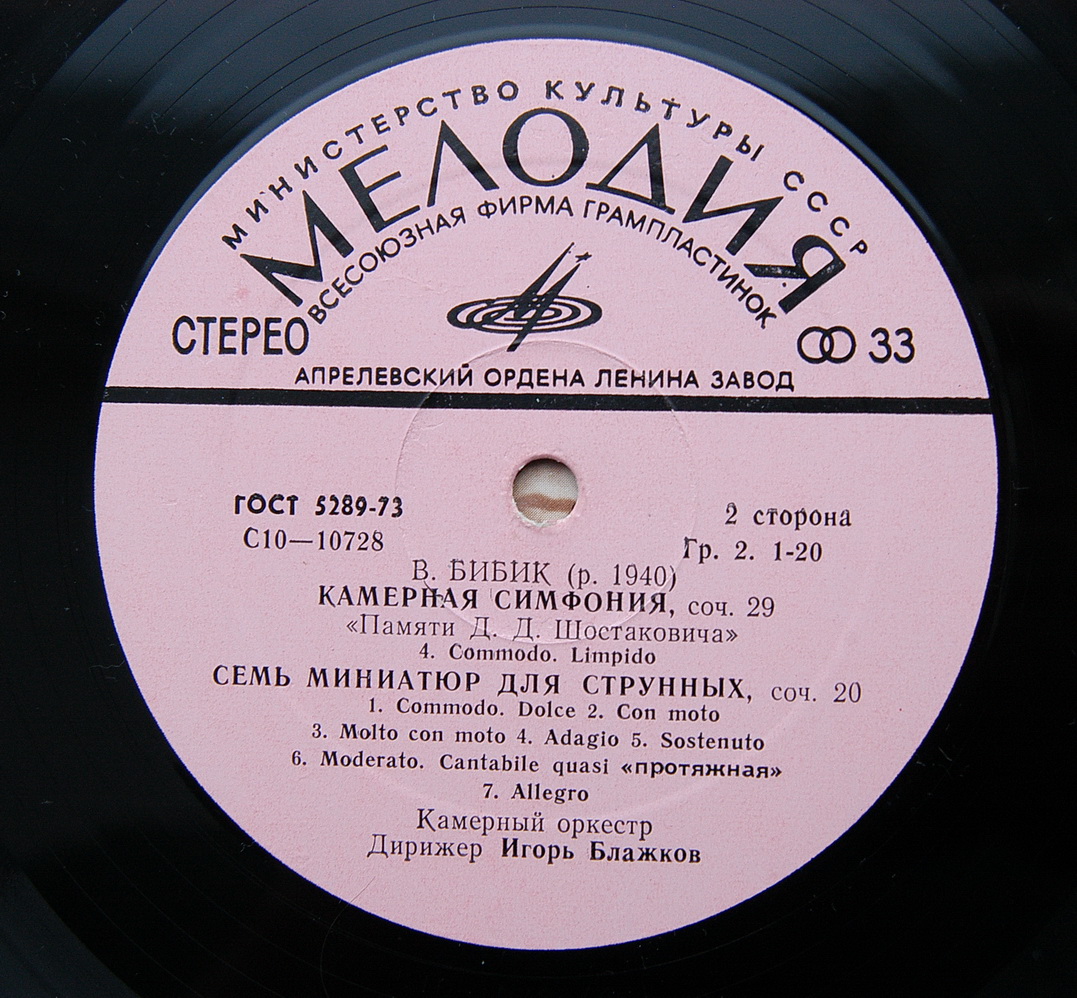 МИНИСТЕРСТВО КУЛЬТУРЫ СССР
МЕЛОДИЯ
ВСЕСОЮЗНАЯ ФИРМА ГРАМПЛАСТИНОК
СТЕРЕО
33
АПРЕЛЕВСКИЙ ОРДЕНА ЛЕНИНА ЗАВОД
ГОСТ 5289-73
2 сторона
С10—10728
Гр. 2. 1-20
В. БИБИК (р. 1940)
КАМЕРНАЯ СИМФОНИЯ, соч. 29
«Памяти Д. Д. Шостаковича»
4. Commodo. Limpido
СЕМЬ МИНИАТЮР ДЛЯ СТРУННЫХ, соч. 20
1. Commodo. Dolce 2. Con moto
3. Molto con moto 4. Adagio 5. Sostenuto
6. Moderato. Cantabile quasi «протяжная»
7. Allegro
Камерный оркестр
Дирижер Игорь Блажков